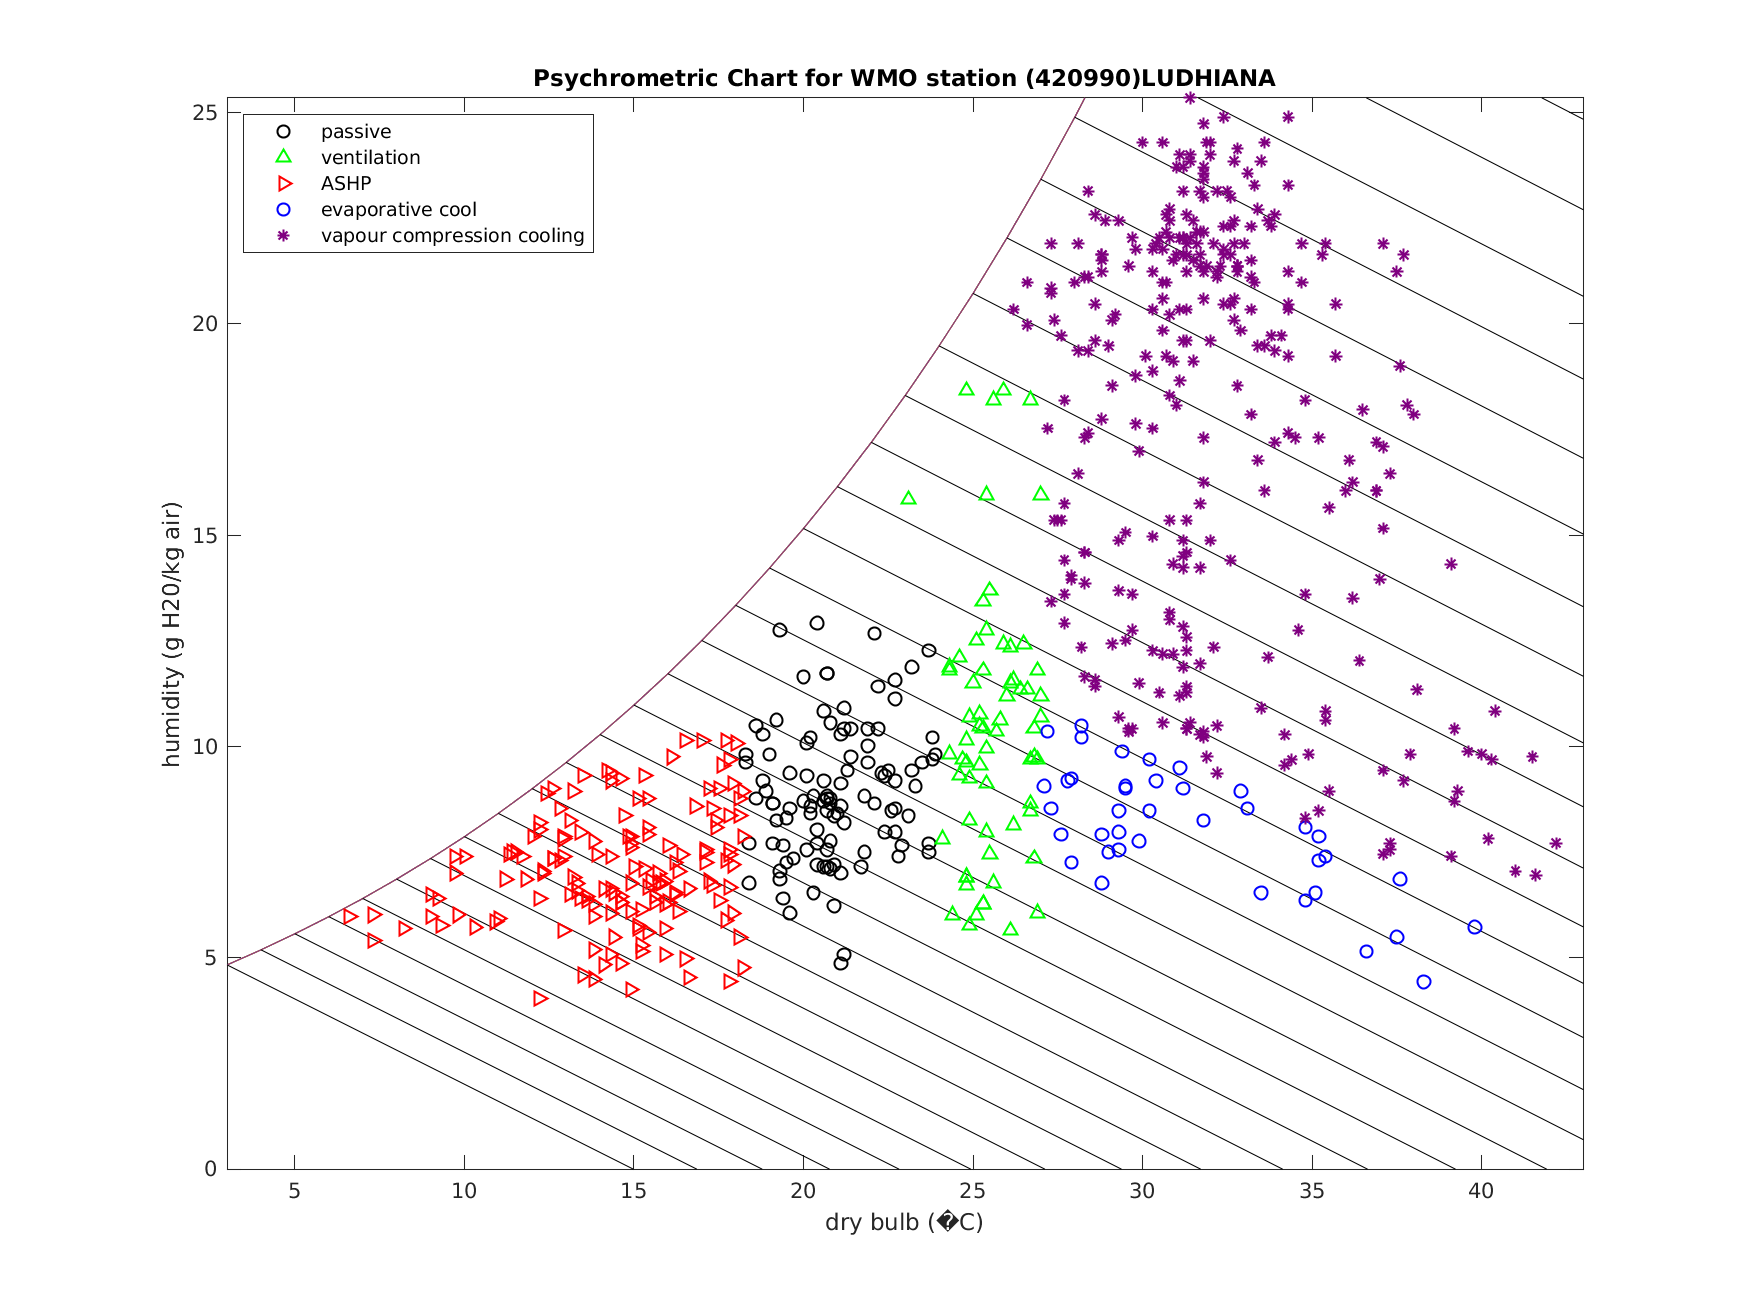 Psychrometric Chart for WMO station (420990)LUDHIANA
passive
ventilation
ASHP
evaporative cool
vapour compression cooling
humidity (g H20/kg air)
25
20
15
10
5
0
5 10 15 20 25 30 35 40
dry bulb (�C)